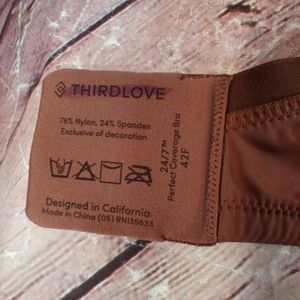 THIRDLOVE
76% Nylon, 24% Spandex
Exclusive of decoration
Designed in California
Made in China (05) RN135833
24/7™
Perfect Coverage Bra
42F